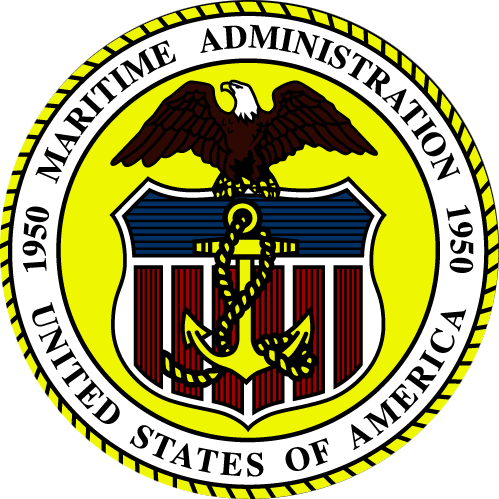 1950 MARITIME ADMINISTRATION 1950
UNITED STATES OF AMERICA